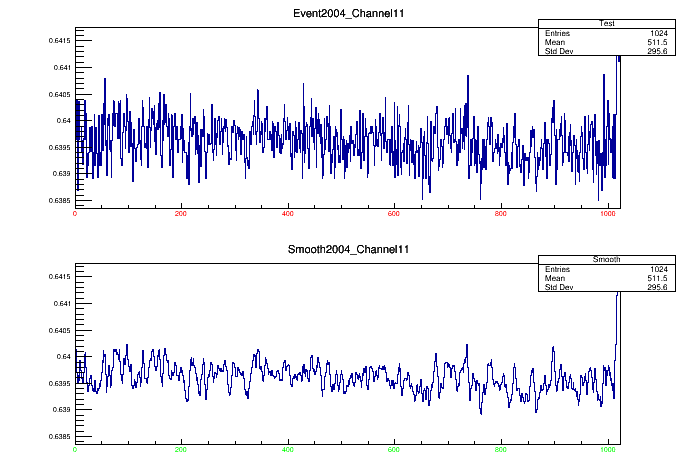 Event2004_Channel11
Test
Entries 1024
Mean 511.5
Std Dev 295.6
0.6415
0.641
0.6405
0.64
0.6395
0.639
0.6385
0 200 400 600 800 1000
Smooth2004_Channel11
Smooth
Entries 1024
Mean 511.5
Std Dev 295.6
0.6415
0.641
0.6405
0.64
0.6395
0.639
0.6385
0 200 400 600 800 1000